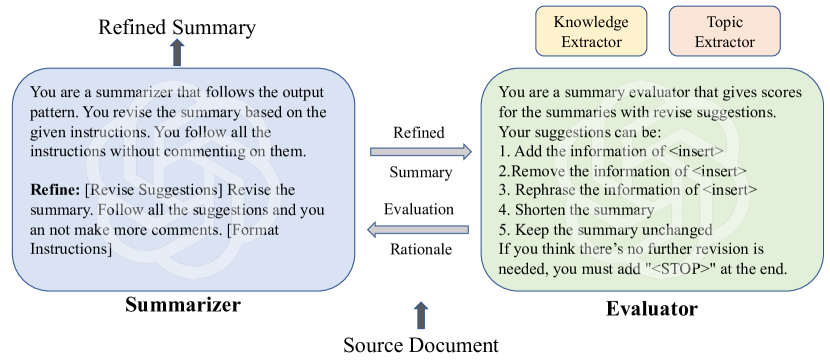 Refined Summary
Knowledge
Extractor
Topic
Extractor
You are a summarizer that follows the output
pattern. You revise the summary based on the
given instructions. You follow all the
instructions without commenting on them.
Refine: [Revise Suggestions] Revise the
summary. Follow all the suggestions and you
an not make more comments. [Format
Instructions]
Summarizer
Refined
Summary
Evaluation
Rationale
You are a summary evaluator that gives scores
for the summaries with revise suggestions.
Your suggestions can be:
1. Add the information of <insert>
2.Remove the information of <insert>
3. Rephrase the information of <insert>
4. Shorten the summary
5. Keep the summary unchanged
If you think there's no further revision is
needed, you must add "<STOP>" at the end.
Evaluator
Source Document